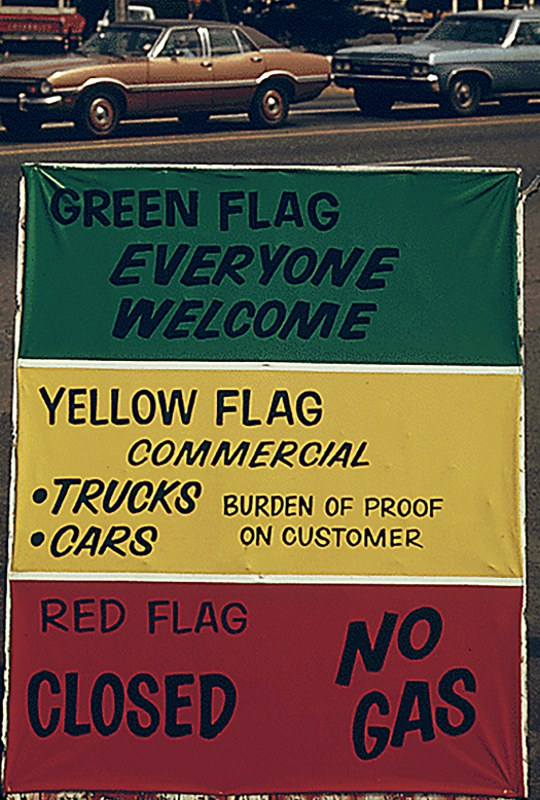 GREEN FLAG
EVERYONE
WELCOME
YELLOW FLAG
COMMERCIAL
•TRUCKS
•CARS
BURDEN OF PROOF
ON CUSTOMER
RED FLAG
CLOSED
NO
GAS